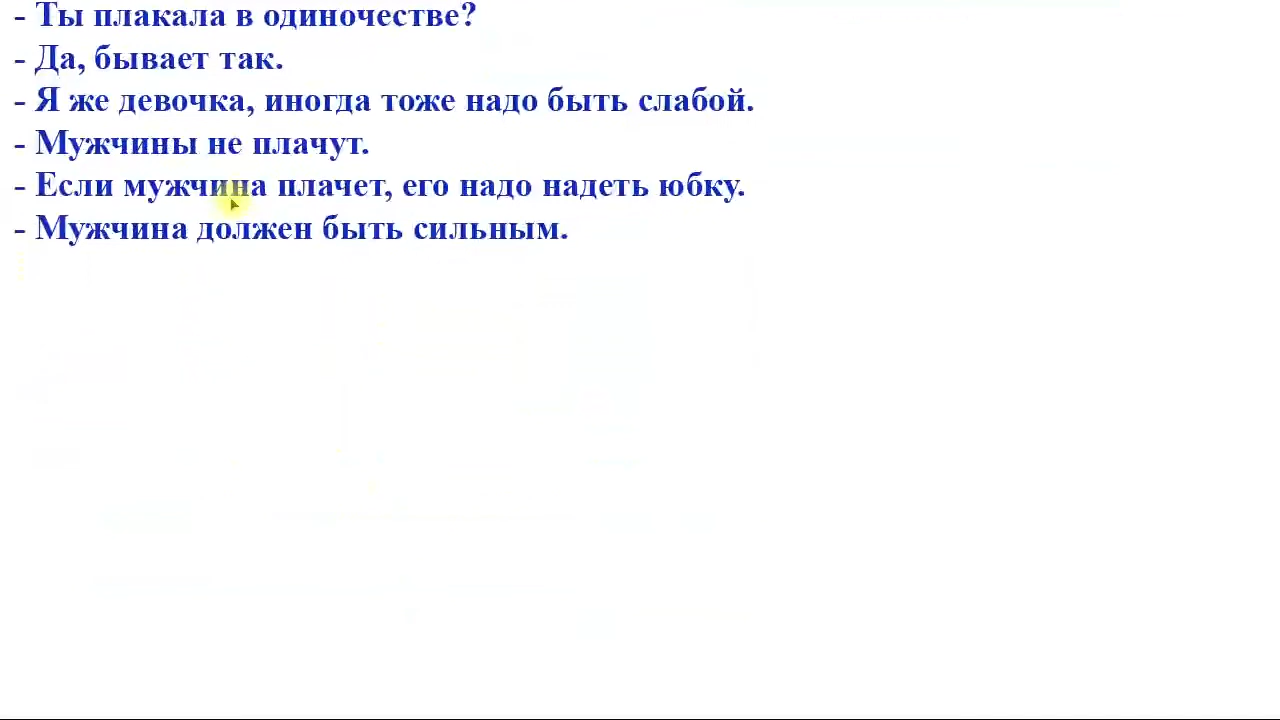 - Ты плакала в одиночестве?
- Да, бывает так.
- Я же девочка, иногда тоже надо быть слабой.
- Мужчины не плачут.
- Если мужчина плачет, его надо надеть юбку.
- Мужчина должен быть сильным.